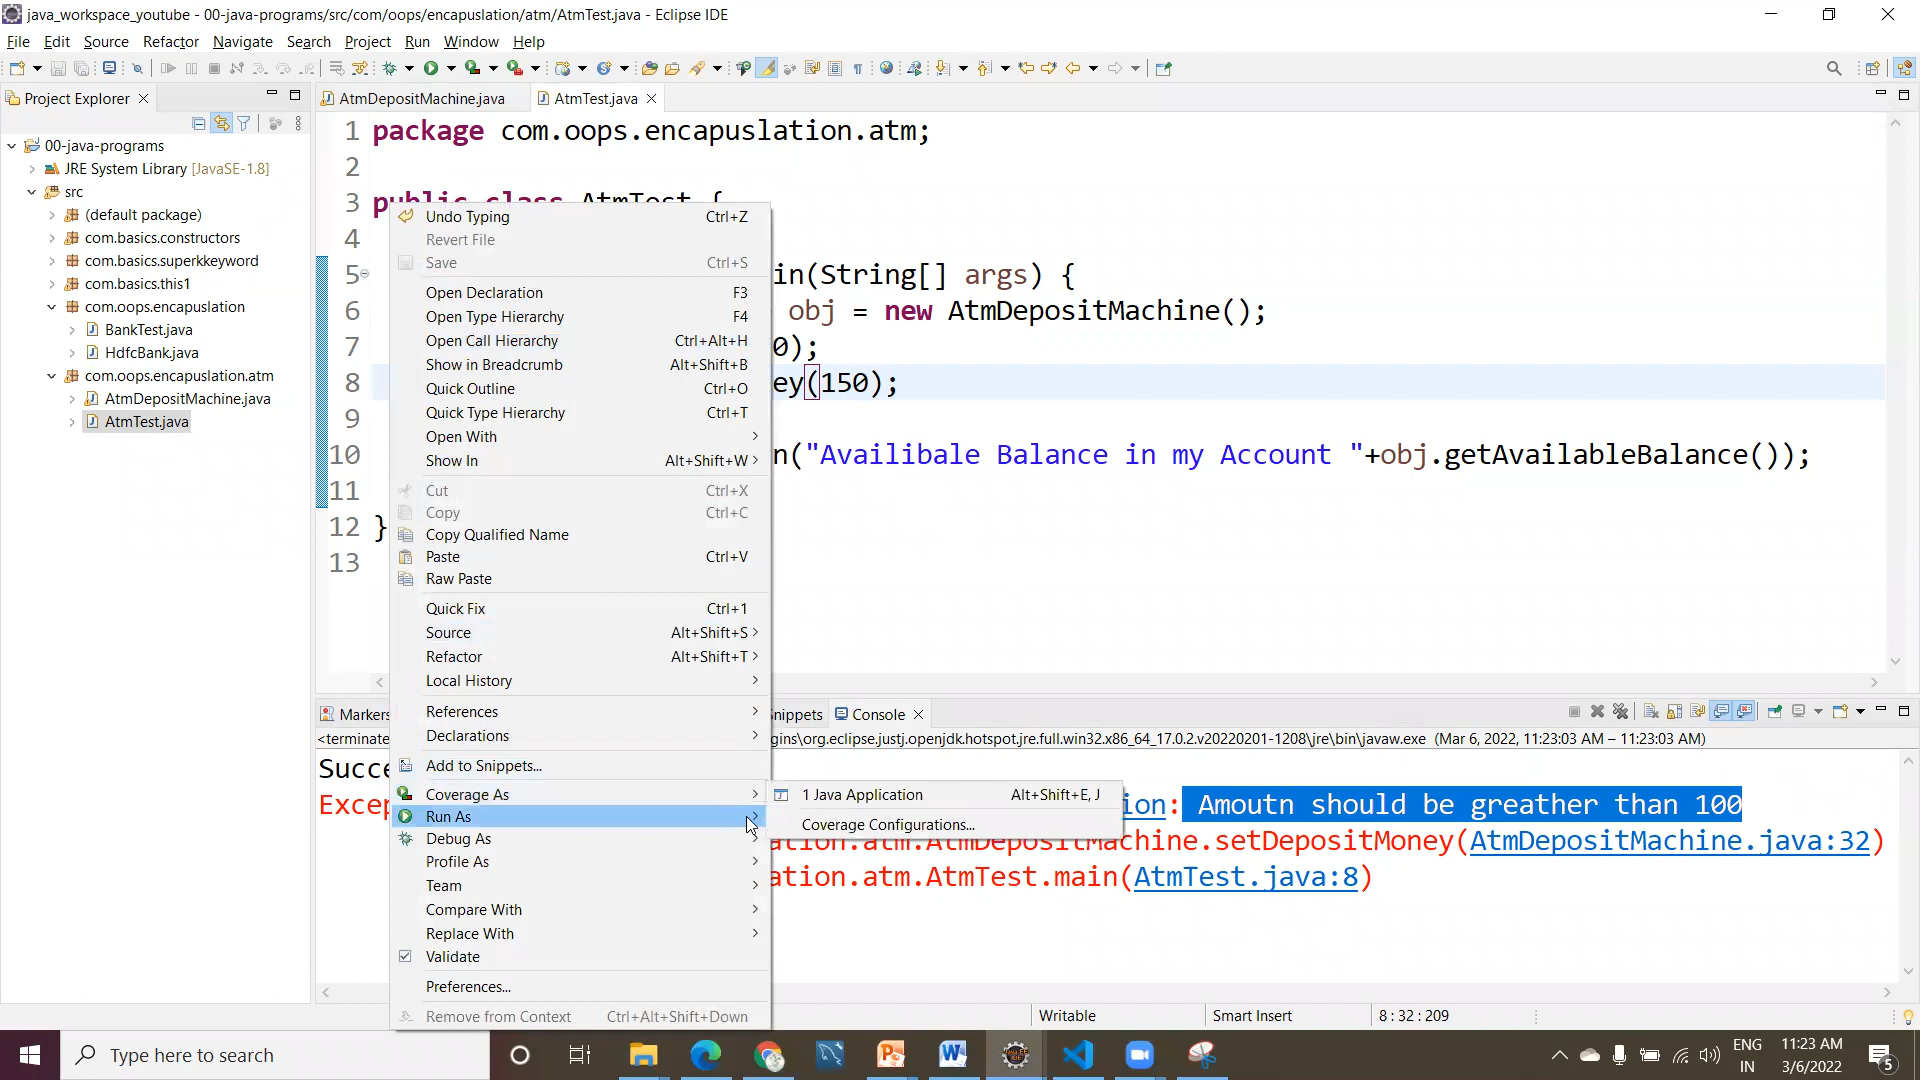 java_workspace_youtube - 00-java-programs/src/com/oops/encapuslation/atm/AtmTest.java - Eclipse IDE
File Edit Source Refactor Navigate Search Project Run Window Help
Project Explorer
00-java-programs
JRE System Library [JavaSE-1.8]
src
(default package)
com.basics.constructors
com.basics.superkkeyword
com.basics.this1
com.oops.encapuslation
BankTest.java
HdfcBank.java
com.oops.encapuslation.atm
AtmDepositMachine.java
AtmTest.java
AtmDepositMachine.java AtmTest.java
1 package com.oops.encapuslation.atm;
2
3 public class AtmTest {
4
5 in(String[] args) {
6 obj = new AtmDepositMachine();
7 0);
8 ey(150);
9
10 n("Availibale Balance in my Account "+obj.getAvailableBalance());
11
12 }
13
Undo Typing Ctrl+Z
Revert File
Save Ctrl+S
Open Declaration F3
Open Type Hierarchy F4
Open Call Hierarchy Ctrl+Alt+H
Show in Breadcrumb Alt+Shift+B
Quick Outline Ctrl+O
Quick Type Hierarchy Ctrl+T
Open With
Show In Alt+Shift+W
Cut Ctrl+X
Copy Ctrl+C
Copy Qualified Name
Paste Ctrl+V
Raw Paste
Quick Fix Ctrl+1
Source Alt+Shift+S
Refactor Alt+Shift+T
Local History
References
Declarations
Add to Snippets...
Coverage As
Run As
Debug As
Profile As
Team
Compare With
Replace With
Validate
Preferences...
Remove from Context Ctrl+Alt+Shift+Down
1 Java Application Alt+Shift+E, J
Coverage Configurations...
Markers Snippets Console
<terminate gins\org.eclipse.justj.openjdk.hotspot.jre.full.win32.x86_64_17.0.2.v20220201-1208\jre\bin\javaw.exe (Mar 6, 2022, 11:23:03 AM – 11:23:03 AM)
Succe
Excep ion: Amoutn should be greather than 100
ation.atm.AtmDepositMachine.setDepositMoney(AtmDepositMachine.java:32)
ation.atm.AtmTest.main(AtmTest.java:8)
Writable Smart Insert 8 : 32 : 209
Type here to search
ENG
IN
11:23 AM
3/6/2022
5